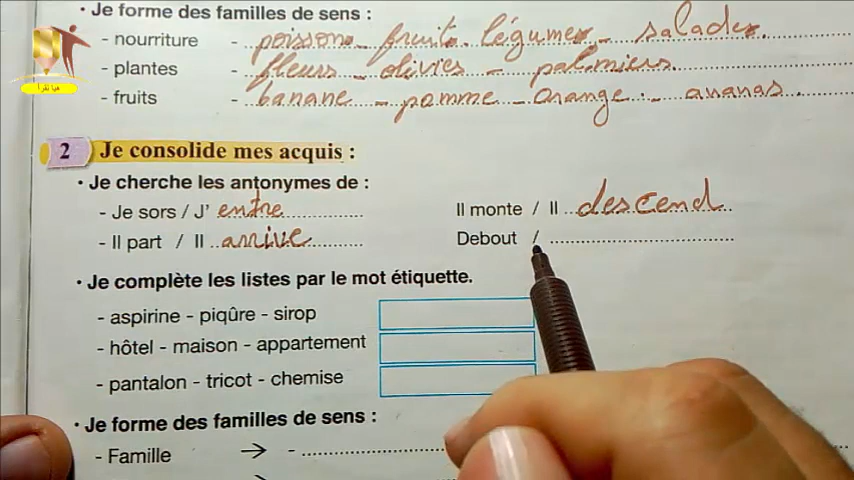 Je forme des familles de sens :
- nourriture - poissons - fruits - légumes - salades.
- plantes - fleurs - olivies - palmiers.
- fruits - banane - pomme - orange - ananas.
هيا نقرأ
2 Je consolide mes acquis :
• Je cherche les antonymes de :
- Je sors / J' entre Il monte / Il descend
- Il part / Il arrive Debout /
• Je complète les listes par le mot étiquette.
- aspirine - piqûre - sirop
- hôtel - maison - appartement
- pantalon - tricot - chemise
• Je forme des familles de sens :
- Famille → -